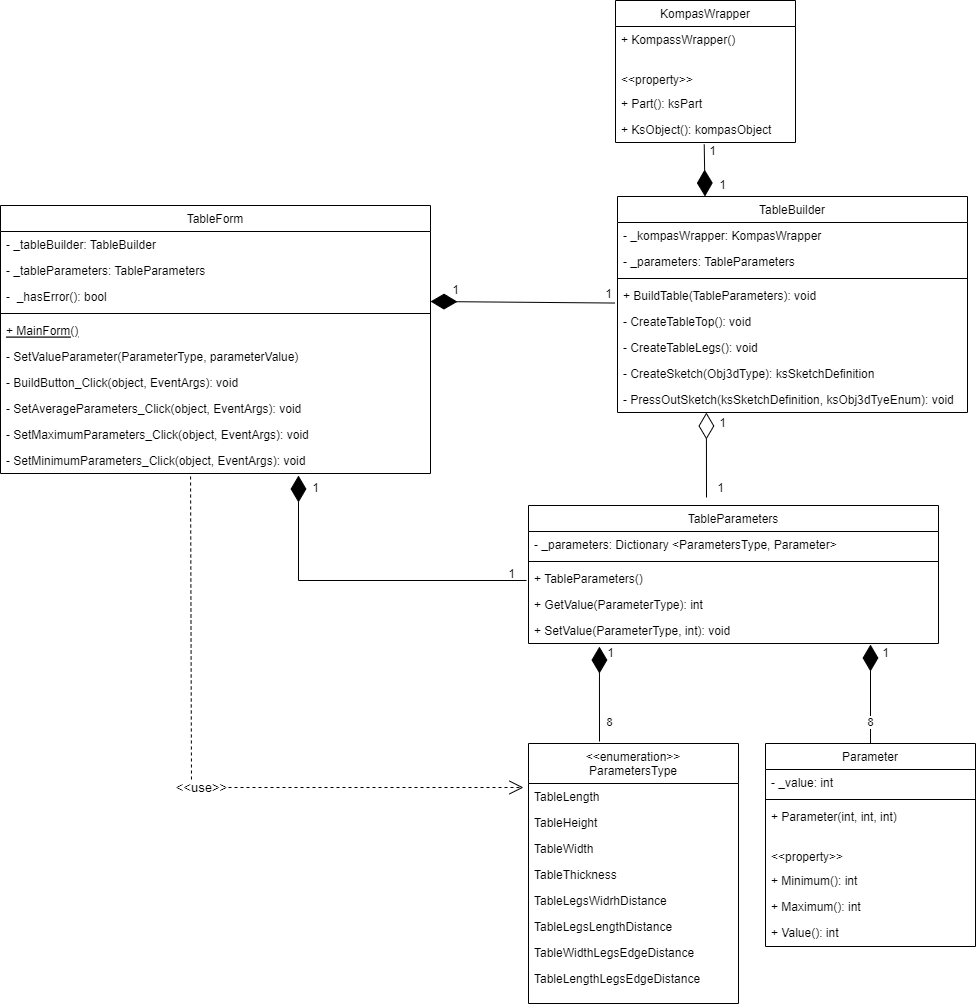 KompasWrapper
+ KompassWrapper()
<<property>>
+ Part(): ksPart
+ KsObject(): kompasObject
1
1
TableBuilder
- _kompasWrapper: KompasWrapper
- _parameters: TableParameters
+ BuildTable(TableParameters): void
- CreateTableTop(): void
- CreateTableLegs(): void
- CreateSketch(Obj3dType): ksSketchDefinition
- PressOutSketch(ksSketchDefinition, ksObj3dTyeEnum): void
TableForm
- _tableBuilder: TableBuilder
- _tableParameters: TableParameters
- _hasError(): bool
+ MainForm()
- SetValueParameter(ParameterType, parameterValue)
- BuildButton_Click(object, EventArgs): void
- SetAverageParameters_Click(object, EventArgs): void
- SetMaximumParameters_Click(object, EventArgs): void
- SetMinimumParameters_Click(object, EventArgs): void
1
1
1
1
1
1
TableParameters
- _parameters: Dictionary <ParametersType, Parameter>
+ TableParameters()
+ GetValue(ParameterType): int
+ SetValue(ParameterType, int): void
1
1
8
8
<<use>>
<<enumeration>>
ParametersType
TableLength
TableHeight
TableWidth
TableThickness
TableLegsWidrhDistance
TableLegsLengthDistance
TableWidthLegsEdgeDistance
TableLengthLegsEdgeDistance
Parameter
- _value: int
+ Parameter(int, int, int)
<<property>>
+ Minimum(): int
+ Maximum(): int
+ Value(): int